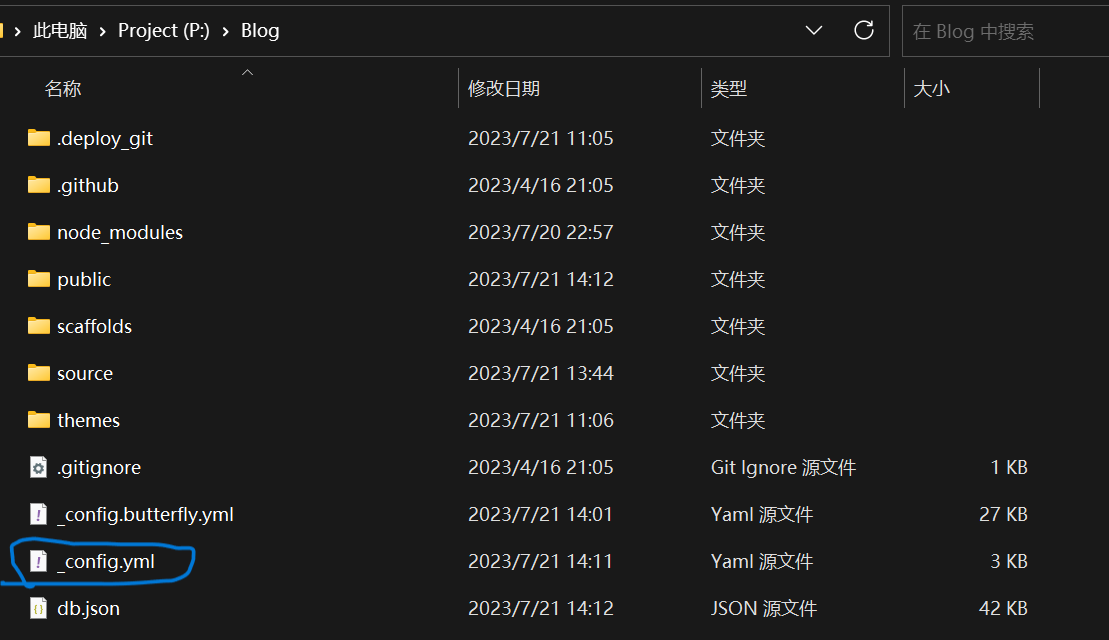 此电脑 Project (P:) Blog 在 Blog 中搜索
名称 修改日期 类型 大小
.deploy_git 2023/7/21 11:05 文件夹
.github 2023/4/16 21:05 文件夹
node_modules 2023/7/20 22:57 文件夹
public 2023/7/21 14:12 文件夹
scaffolds 2023/4/16 21:05 文件夹
source 2023/7/21 13:44 文件夹
themes 2023/7/21 11:06 文件夹
.gitignore 2023/4/16 21:05 Git Ignore 源文件 1 KB
_config.butterfly.yml 2023/7/21 14:01 Yaml 源文件 27 KB
_config.yml 2023/7/21 14:11 Yaml 源文件 3 KB
db.json 2023/7/21 14:12 JSON 源文件 42 KB